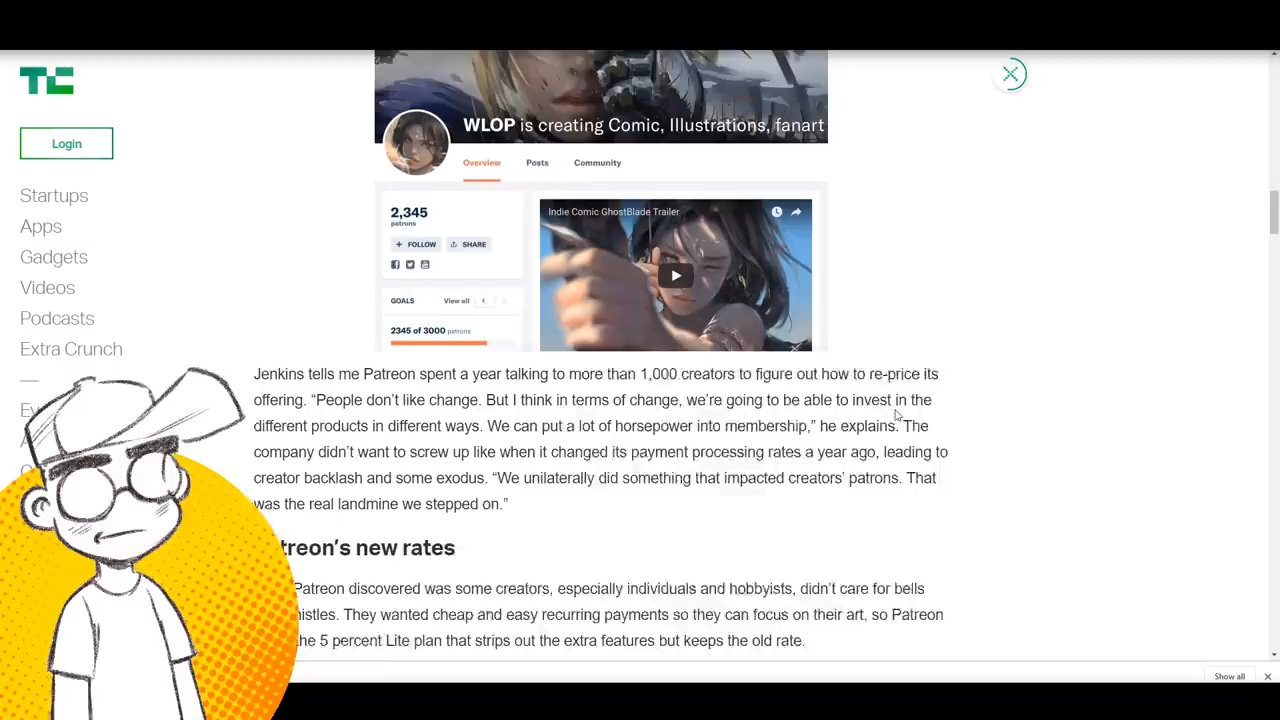 TC
Login
Startups
Apps
Gadgets
Videos
Podcasts
Extra Crunch
WLOP is creating Comic, Illustrations, fanart
Overview Posts Community
2,345
patrons
+ FOLLOW SHARE
GOALS View all
2345 of 3000 patrons
Indie Comic GhostBlade Trailer
Jenkins tells me Patreon spent a year talking to more than 1,000 creators to figure out how to re-price its
offering. “People don’t like change. But I think in terms of change, we’re going to be able to invest in the
different products in different ways. We can put a lot of horsepower into membership,” he explains. The
company didn’t want to screw up like when it changed its payment processing rates a year ago, leading to
creator backlash and some exodus. “We unilaterally did something that impacted creators’ patrons. That
was the real landmine we stepped on.”
treon’s new rates
Patreon discovered was some creators, especially individuals and hobbyists, didn’t care for bells
histles. They wanted cheap and easy recurring payments so they can focus on their art, so Patreon
the 5 percent Lite plan that strips out the extra features but keeps the old rate.
Show all